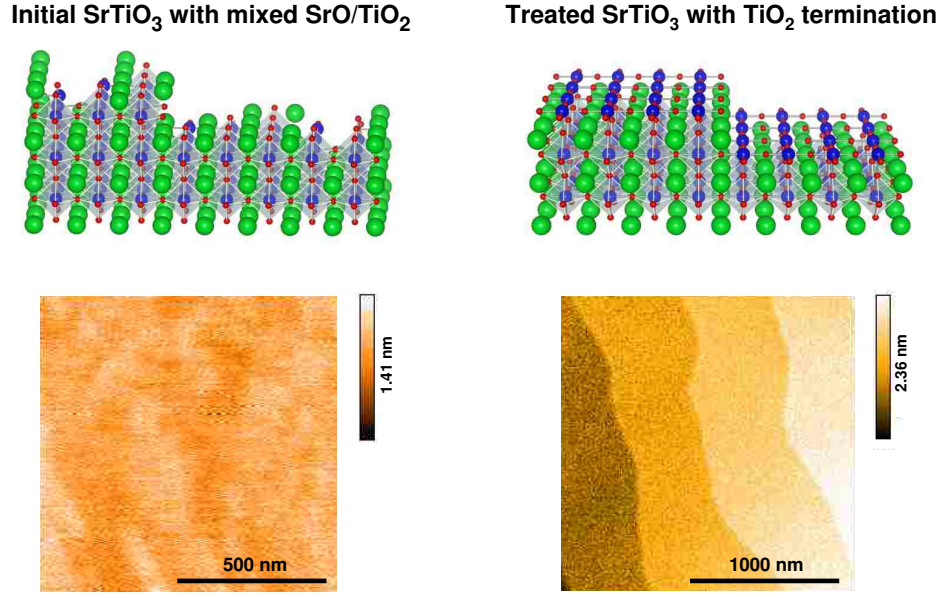 Initial SrTiO₃ with mixed SrO/TiO₂
Treated SrTiO₃ with TiO₂ termination
1.41 nm
500 nm
2.36 nm
1000 nm